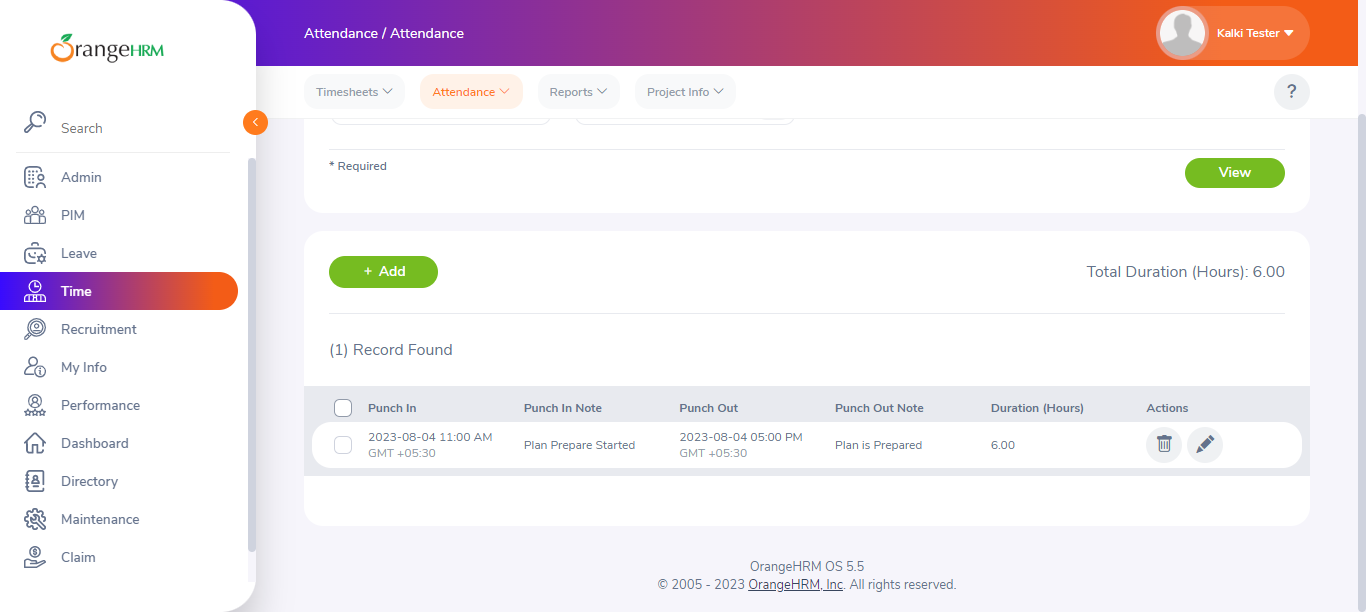 OrangeHRM
Search
Admin
PIM
Leave
Time
Recruitment
My Info
Performance
Dashboard
Directory
Maintenance
Claim
Attendance / Attendance
Kalki Tester
Timesheets
Attendance
Reports
Project Info
?
* Required
View
+ Add
Total Duration (Hours): 6.00
(1) Record Found
Punch In Punch In Note Punch Out Punch Out Note Duration (Hours) Actions
2023-08-04 11:00 AM 2023-08-04 05:00 PM
Plan Prepare Started Plan is Prepared 6.00
GMT +05:30 GMT +05:30
OrangeHRM OS 5.5
© 2005 - 2023 OrangeHRM, Inc. All rights reserved.